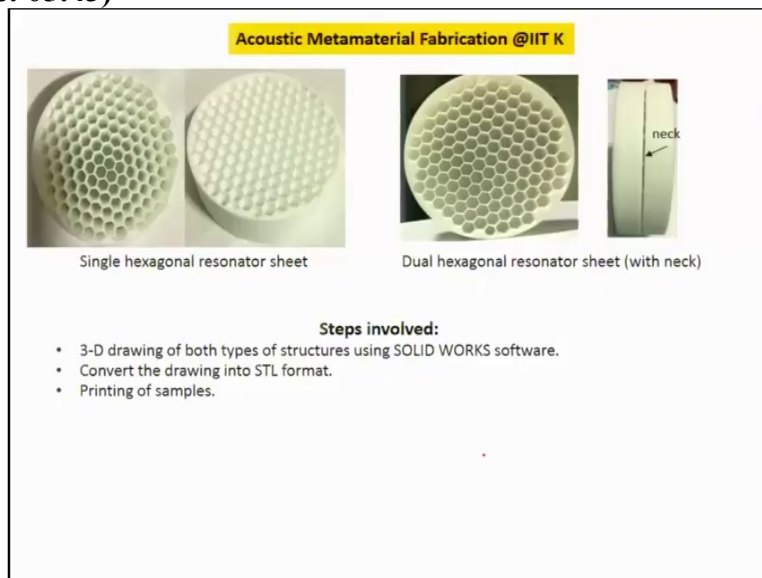 Acoustic Metamaterial Fabrication @IIT K
neck
Single hexagonal resonator sheet
Dual hexagonal resonator sheet (with neck)
Steps involved:
• 3-D drawing of both types of structures using SOLID WORKS software.
• Convert the drawing into STL format.
• Printing of samples.